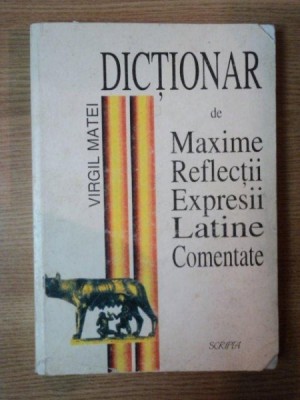 DICȚIONAR
de
Maxime
Reflecții
Expresii
Latine
Comentate
VIRGIL MATEI
SCRIPTA